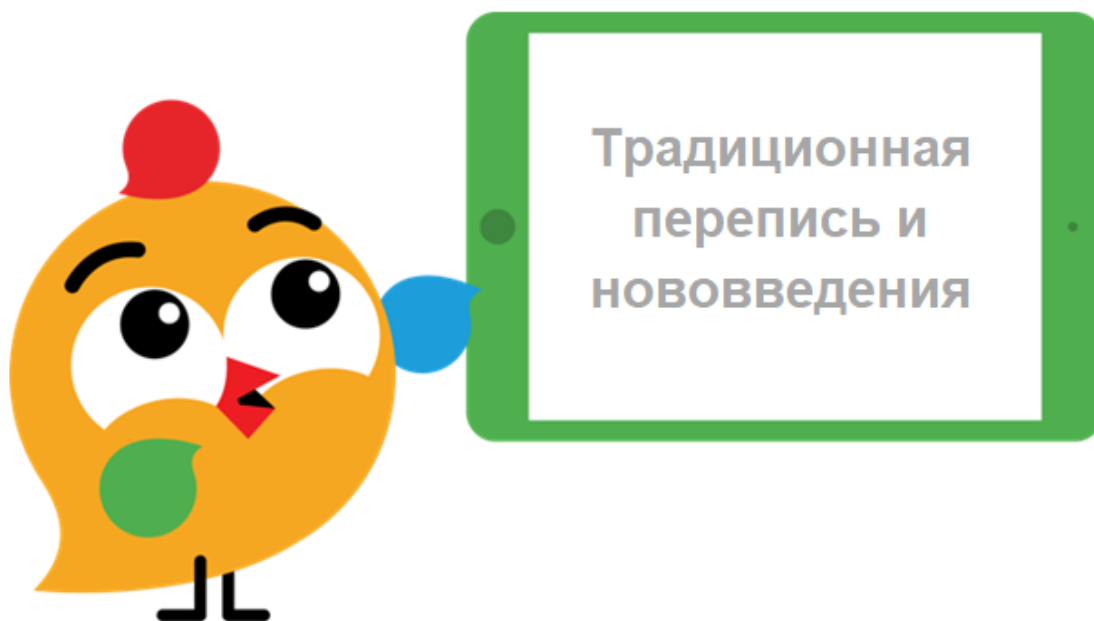 Традиционная
перепись и
нововведения